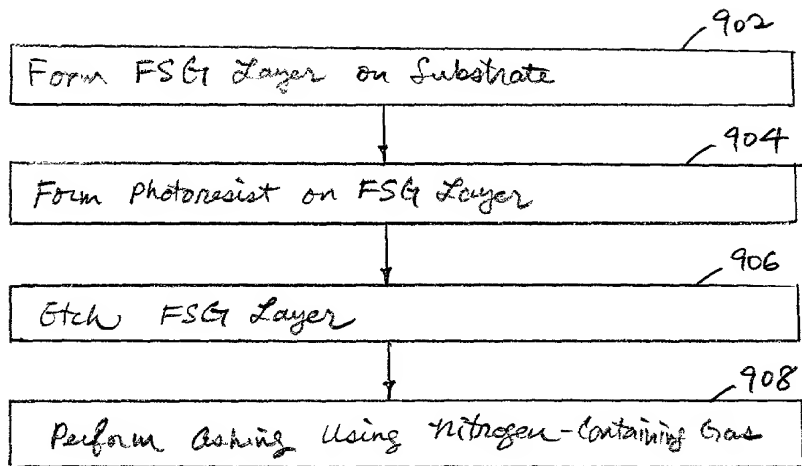 902
Form FSG Layer on Substrate
904
Form Photoresist on FSG Layer
906
Etch FSG Layer
908
Perform Ashing Using Nitrogen-Containing Gas